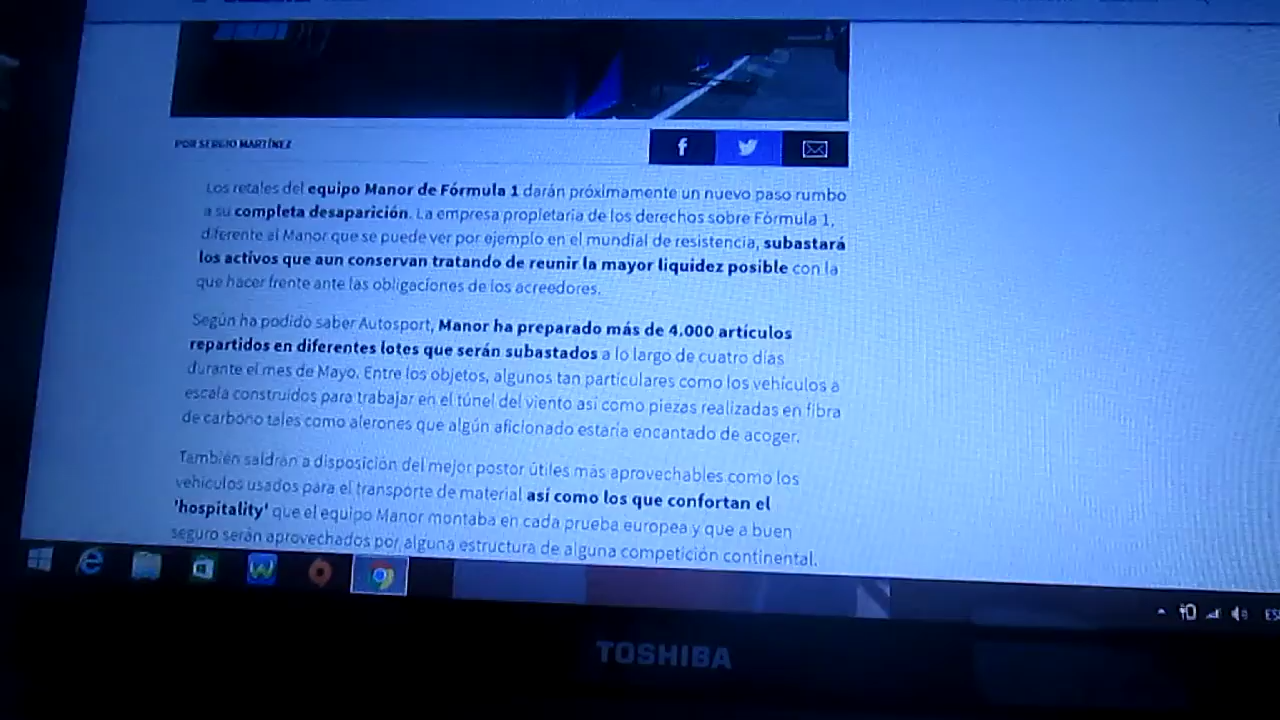 POR SERGIO MARTÍNEZ
f
Los retales del equipo Manor de Fórmula 1 darán próximamente un nuevo paso rumbo
a su completa desaparición. La empresa propietaria de los derechos sobre Fórmula 1,
diferente al Manor que se puede ver por ejemplo en el mundial de resistencia, subastará
los activos que aun conservan tratando de reunir la mayor liquidez posible con la
que hacer frente ante las obligaciones de los acreedores.
Según ha podido saber Autosport, Manor ha preparado más de 4.000 artículos
repartidos en diferentes lotes que serán subastados a lo largo de cuatro días
durante el mes de Mayo. Entre los objetos, algunos tan particulares como los vehículos a
escala construidos para trabajar en el túnel del viento asi como piezas realizadas en fibra
de carbono tales como alerones que algún aficionado estaría encantado de acoger.
También saldrán a disposición del mejor postor útiles más aprovechables como los
vehículos usados para el transporte de material así como los que confortan el
'hospitality' que el equipo Manor montaba en cada prueba europea y que a buen
seguro serán aprovechados por alguna estructura de alguna competición continental.
ES
TOSHIBA